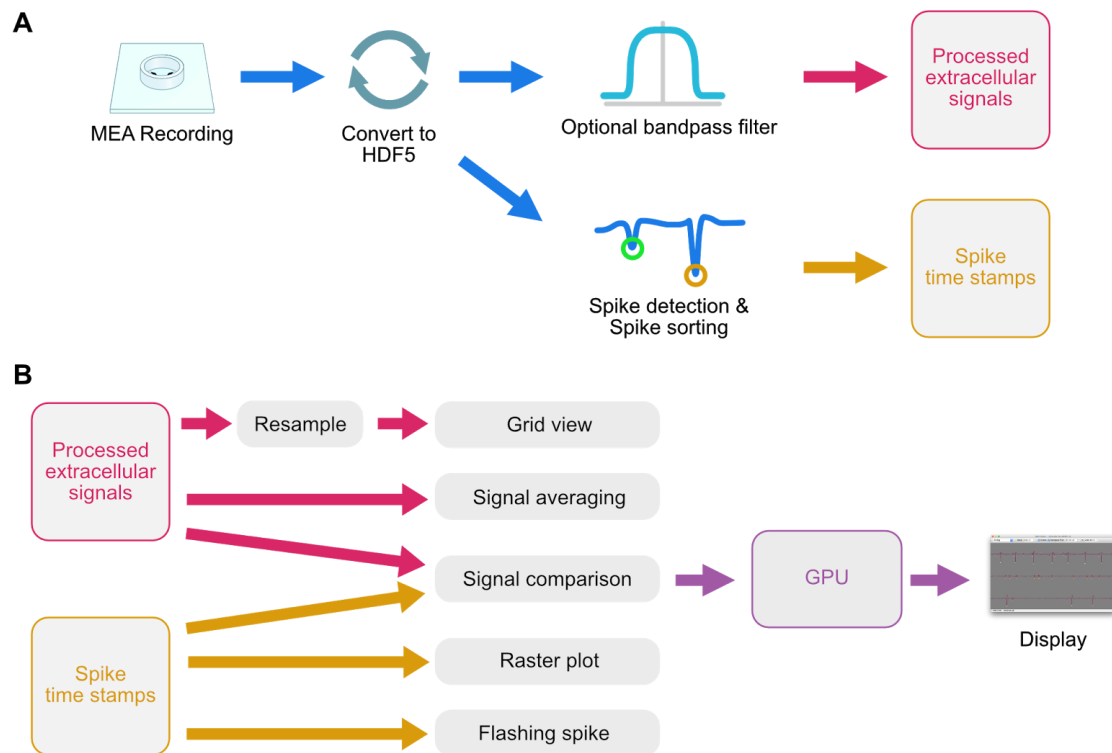 A
MEA Recording
Convert to
HDF5
Optional bandpass filter
Processed
extracellular
signals
Spike detection &
Spike sorting
Spike
time stamps
B
Processed
extracellular
signals
Resample
Grid view
Signal averaging
Signal comparison
Spike
time stamps
Raster plot
Flashing spike
GPU
Display